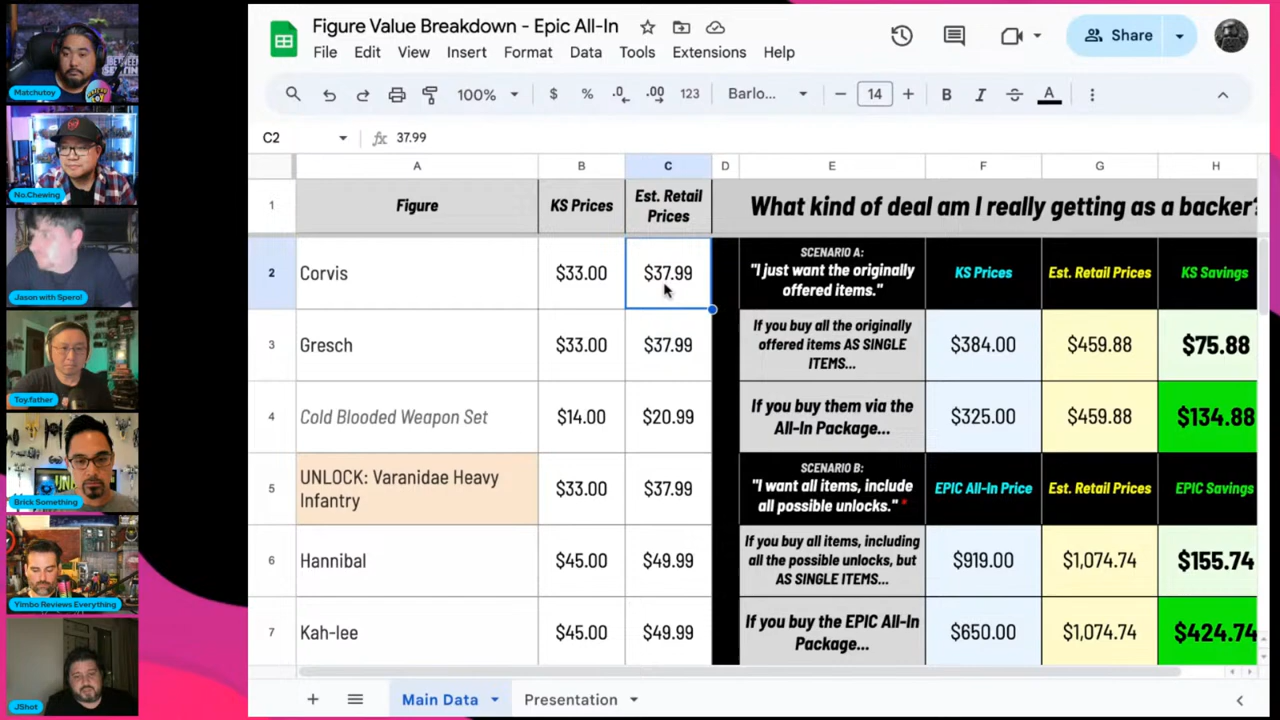 Matchutoy
No.Chewing
Jason with Spero!
Toy.father
Brick Something
YImbo Reviews Everything
JShot
Figure Value Breakdown - Epic All-In
File Edit View Insert Format Data Tools Extensions Help
Share
100% $ % .0 .00 123 Barlo... 14 B I S A
C2 fx 37.99
A B C D E F G H
1 Figure KS Prices Est. Retail Prices What kind of deal am I really getting as a backer?
2 Corvis $33.00 $37.99
SCENARIO A:
"I just want the originally
offered items."
KS Prices Est. Retail Prices KS Savings
3 Gresch $33.00 $37.99
If you buy all the originally
offered items AS SINGLE
ITEMS...
$384.00 $459.88 $75.88
4 Cold Blooded Weapon Set $14.00 $20.99
If you buy them via the
All-In Package...
$325.00 $459.88 $134.88
5 UNLOCK: Varanidae Heavy
Infantry
$33.00 $37.99
SCENARIO B:
"I want all items, include
all possible unlocks." *
EPIC All-In Price Est. Retail Prices EPIC Savings
6 Hannibal $45.00 $49.99
If you buy all items, including
all the possible unlocks, but
AS SINGLE ITEMS...
$919.00 $1,074.74 $155.74
7 Kah-lee $45.00 $49.99
If you buy the EPIC All-In
Package...
$650.00 $1,074.74 $424.74
Main Data Presentation